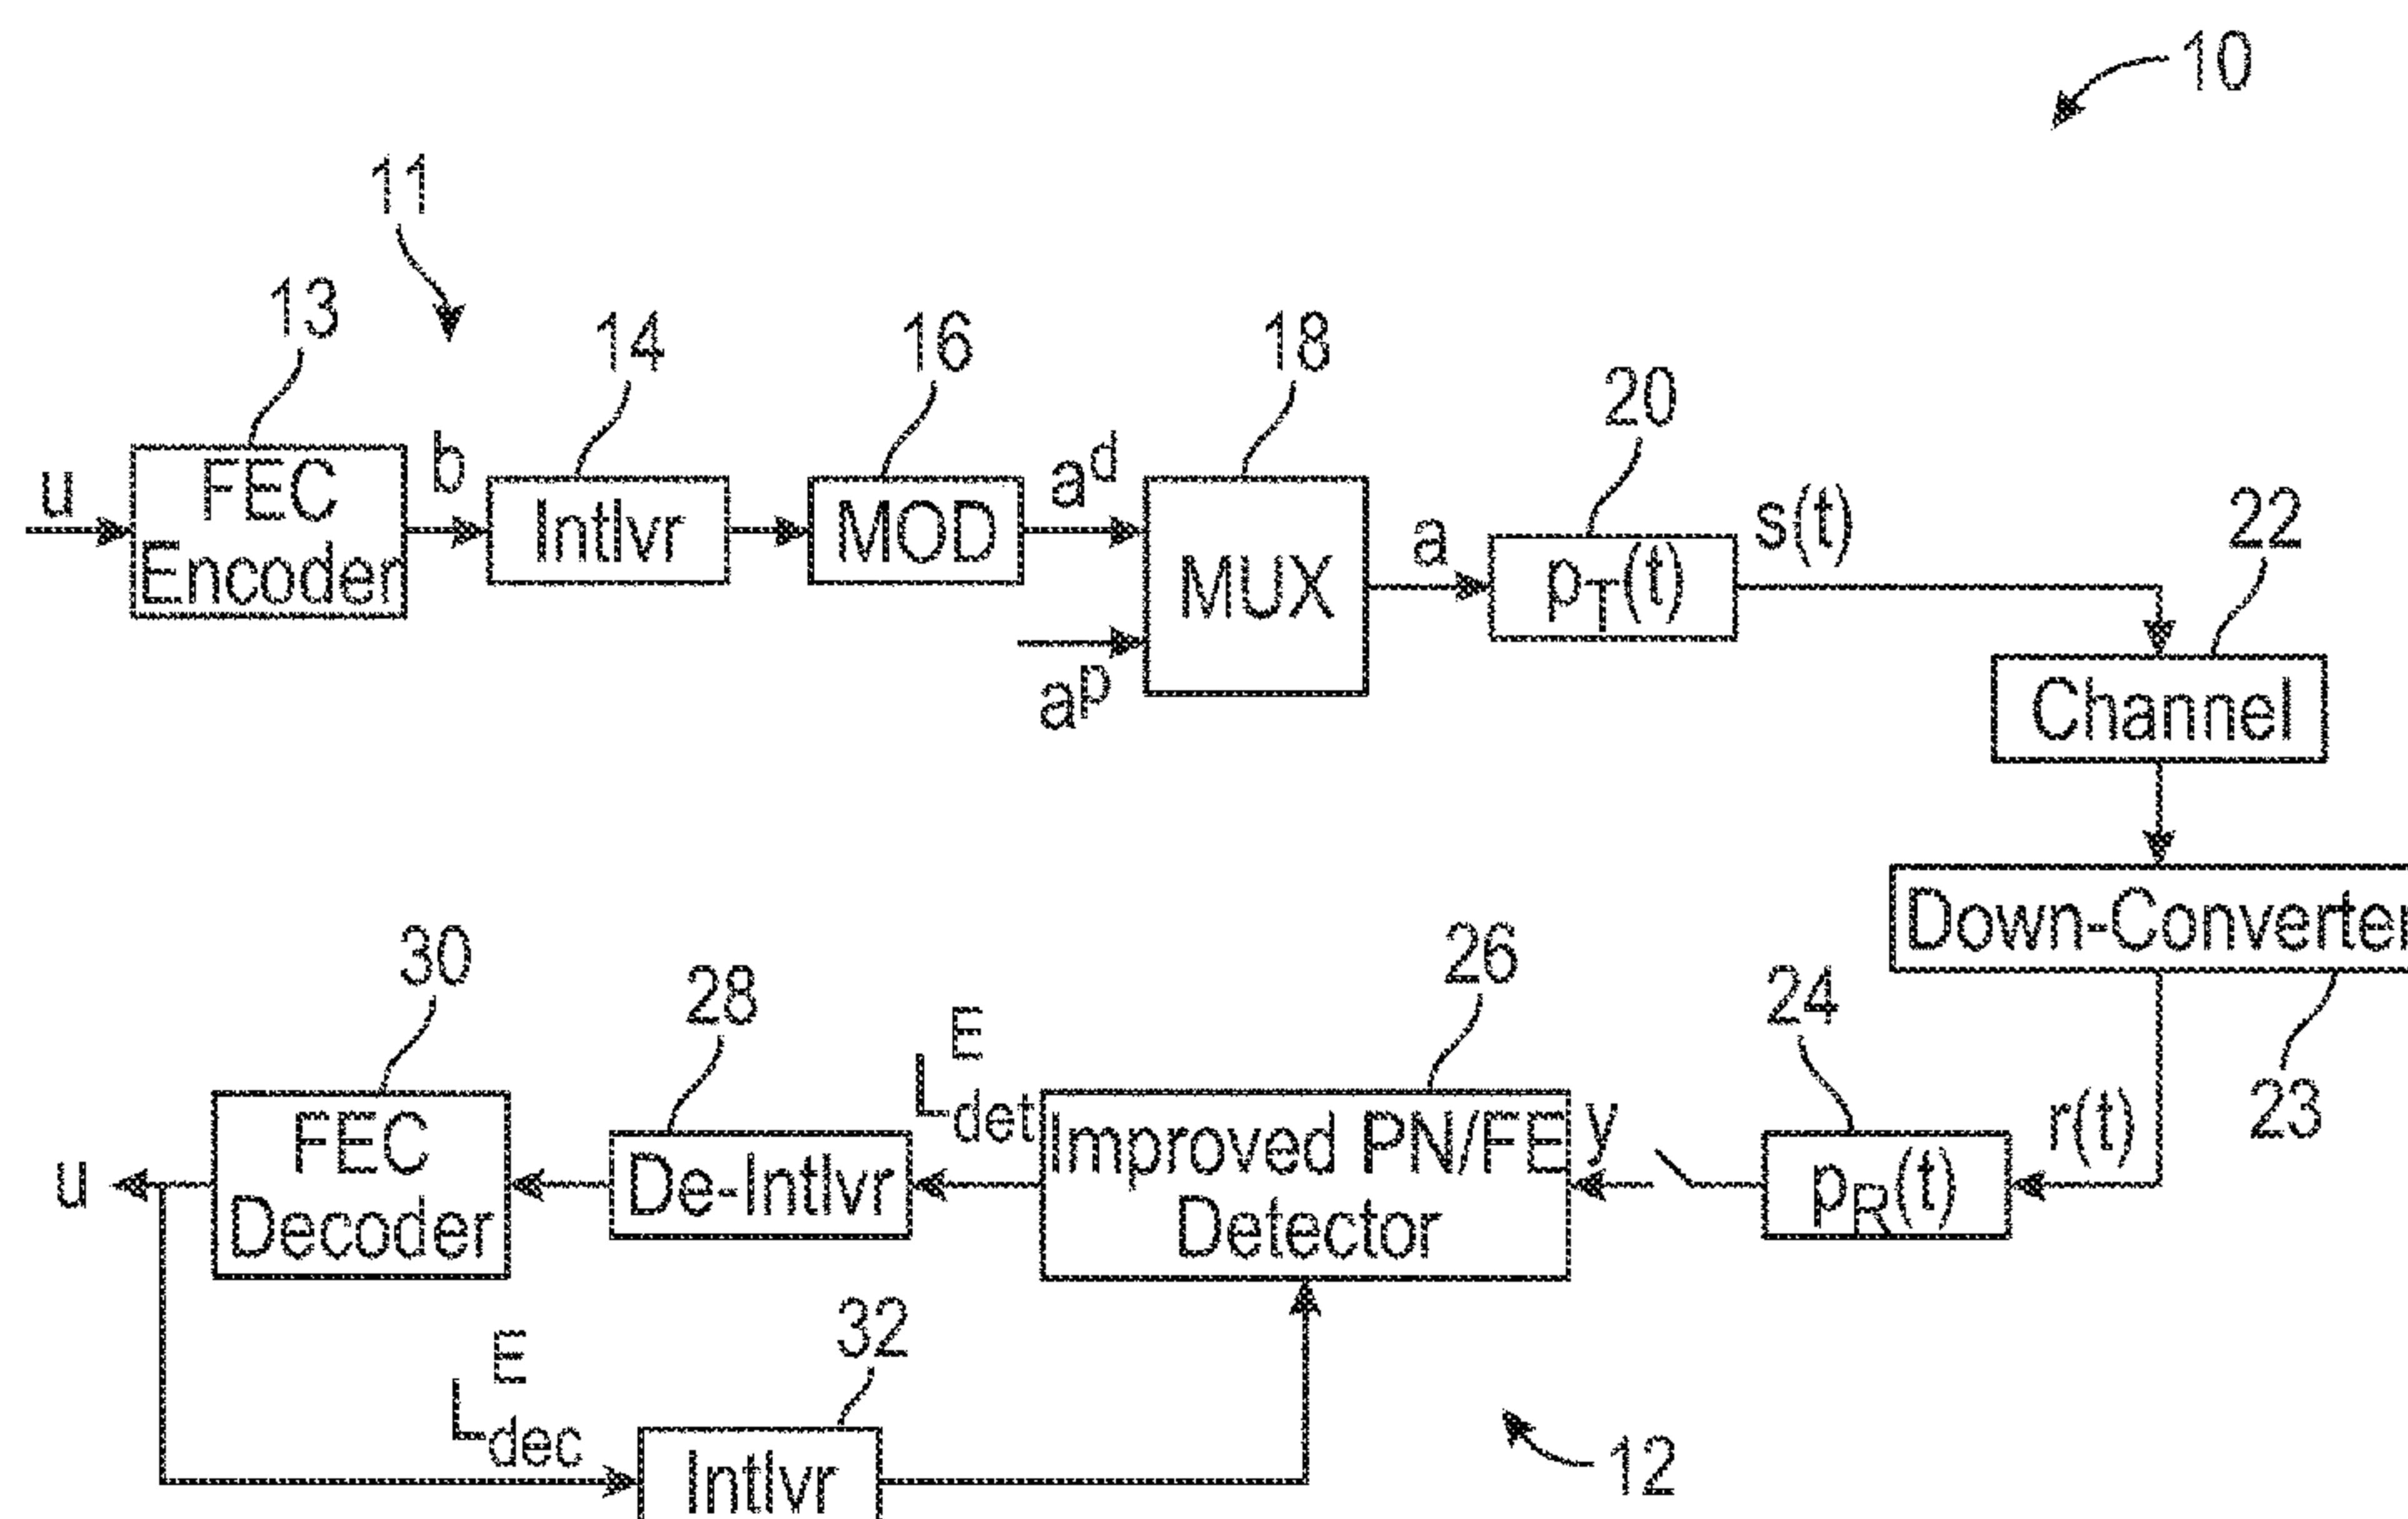 10
11
13
14
16
18
20
22
u
FEC
Encoder
b
Intlvr
MOD
a^d
a^p
MUX
a
p_T(t)
s(t)
Channel
Down-Converter
23
r(t)
24
p_R(t)
y
26
Improved PN/FE
Detector
L^E_det
28
De-Intlvr
30
FEC
Decoder
u
L^E_dec
32
Intlvr
12